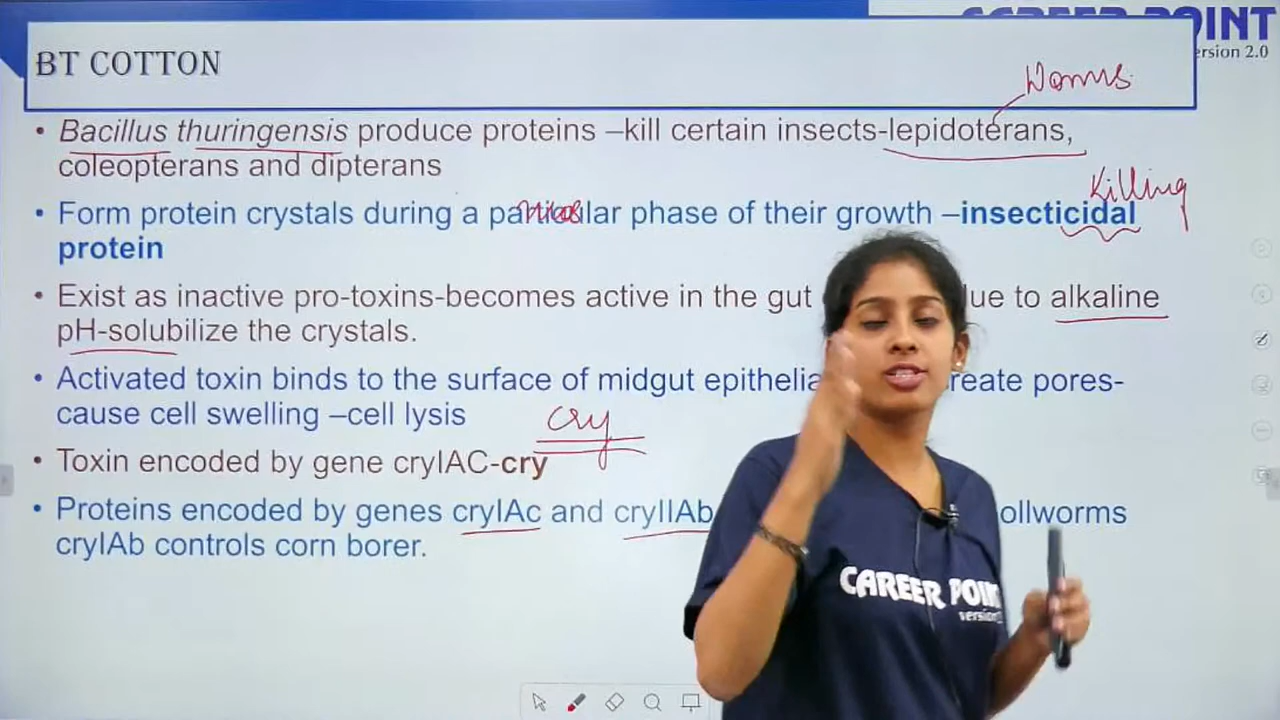 CAREER POINT
version 2.0
BT COTTON
Worms
• Bacillus thuringensis produce proteins –kill certain insects-lepidoterans,
coleopterans and dipterans
Killing
• Form protein crystals during a particular phase of their growth –insecticidal
protein
• Exist as inactive pro-toxins-becomes active in the gut due to alkaline
pH-solubilize the crystals.
• Activated toxin binds to the surface of midgut epithelia reate pores-
cause cell swelling –cell lysis
cry
• Toxin encoded by gene cryIAC-cry
• Proteins encoded by genes cryIAc and cryIIAb ollworms
cryIAb controls corn borer.
CAREER POINT
version